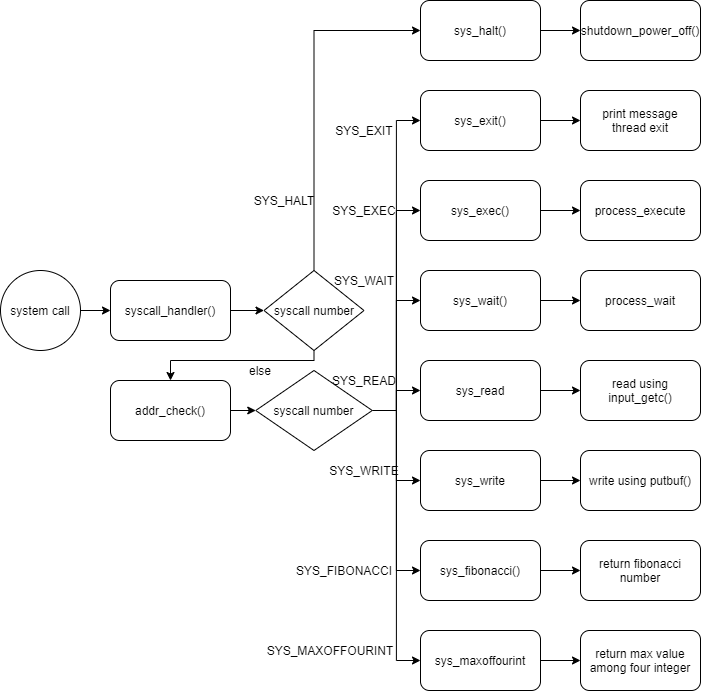 sys_halt()
shutdown_power_off()
SYS_EXIT
sys_exit()
print message
thread exit
SYS_HALT
SYS_EXEC
sys_exec()
process_execute
system call
syscall_handler()
syscall number
SYS_WAIT
sys_wait()
process_wait
else
addr_check()
syscall number
SYS_READ
sys_read
read using
input_getc()
SYS_WRITE
sys_write
write using putbuf()
SYS_FIBONACCI
sys_fibonacci()
return fibonacci
number
SYS_MAXOFFOURINT
sys_maxoffourint
return max value
among four integer